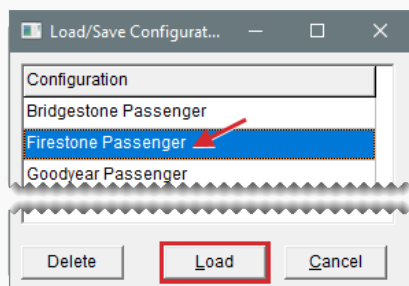 Load/Save Configurat...
Configuration
Bridgestone Passenger
Firestone Passenger
Goodyear Passenger
Delete Load Cancel